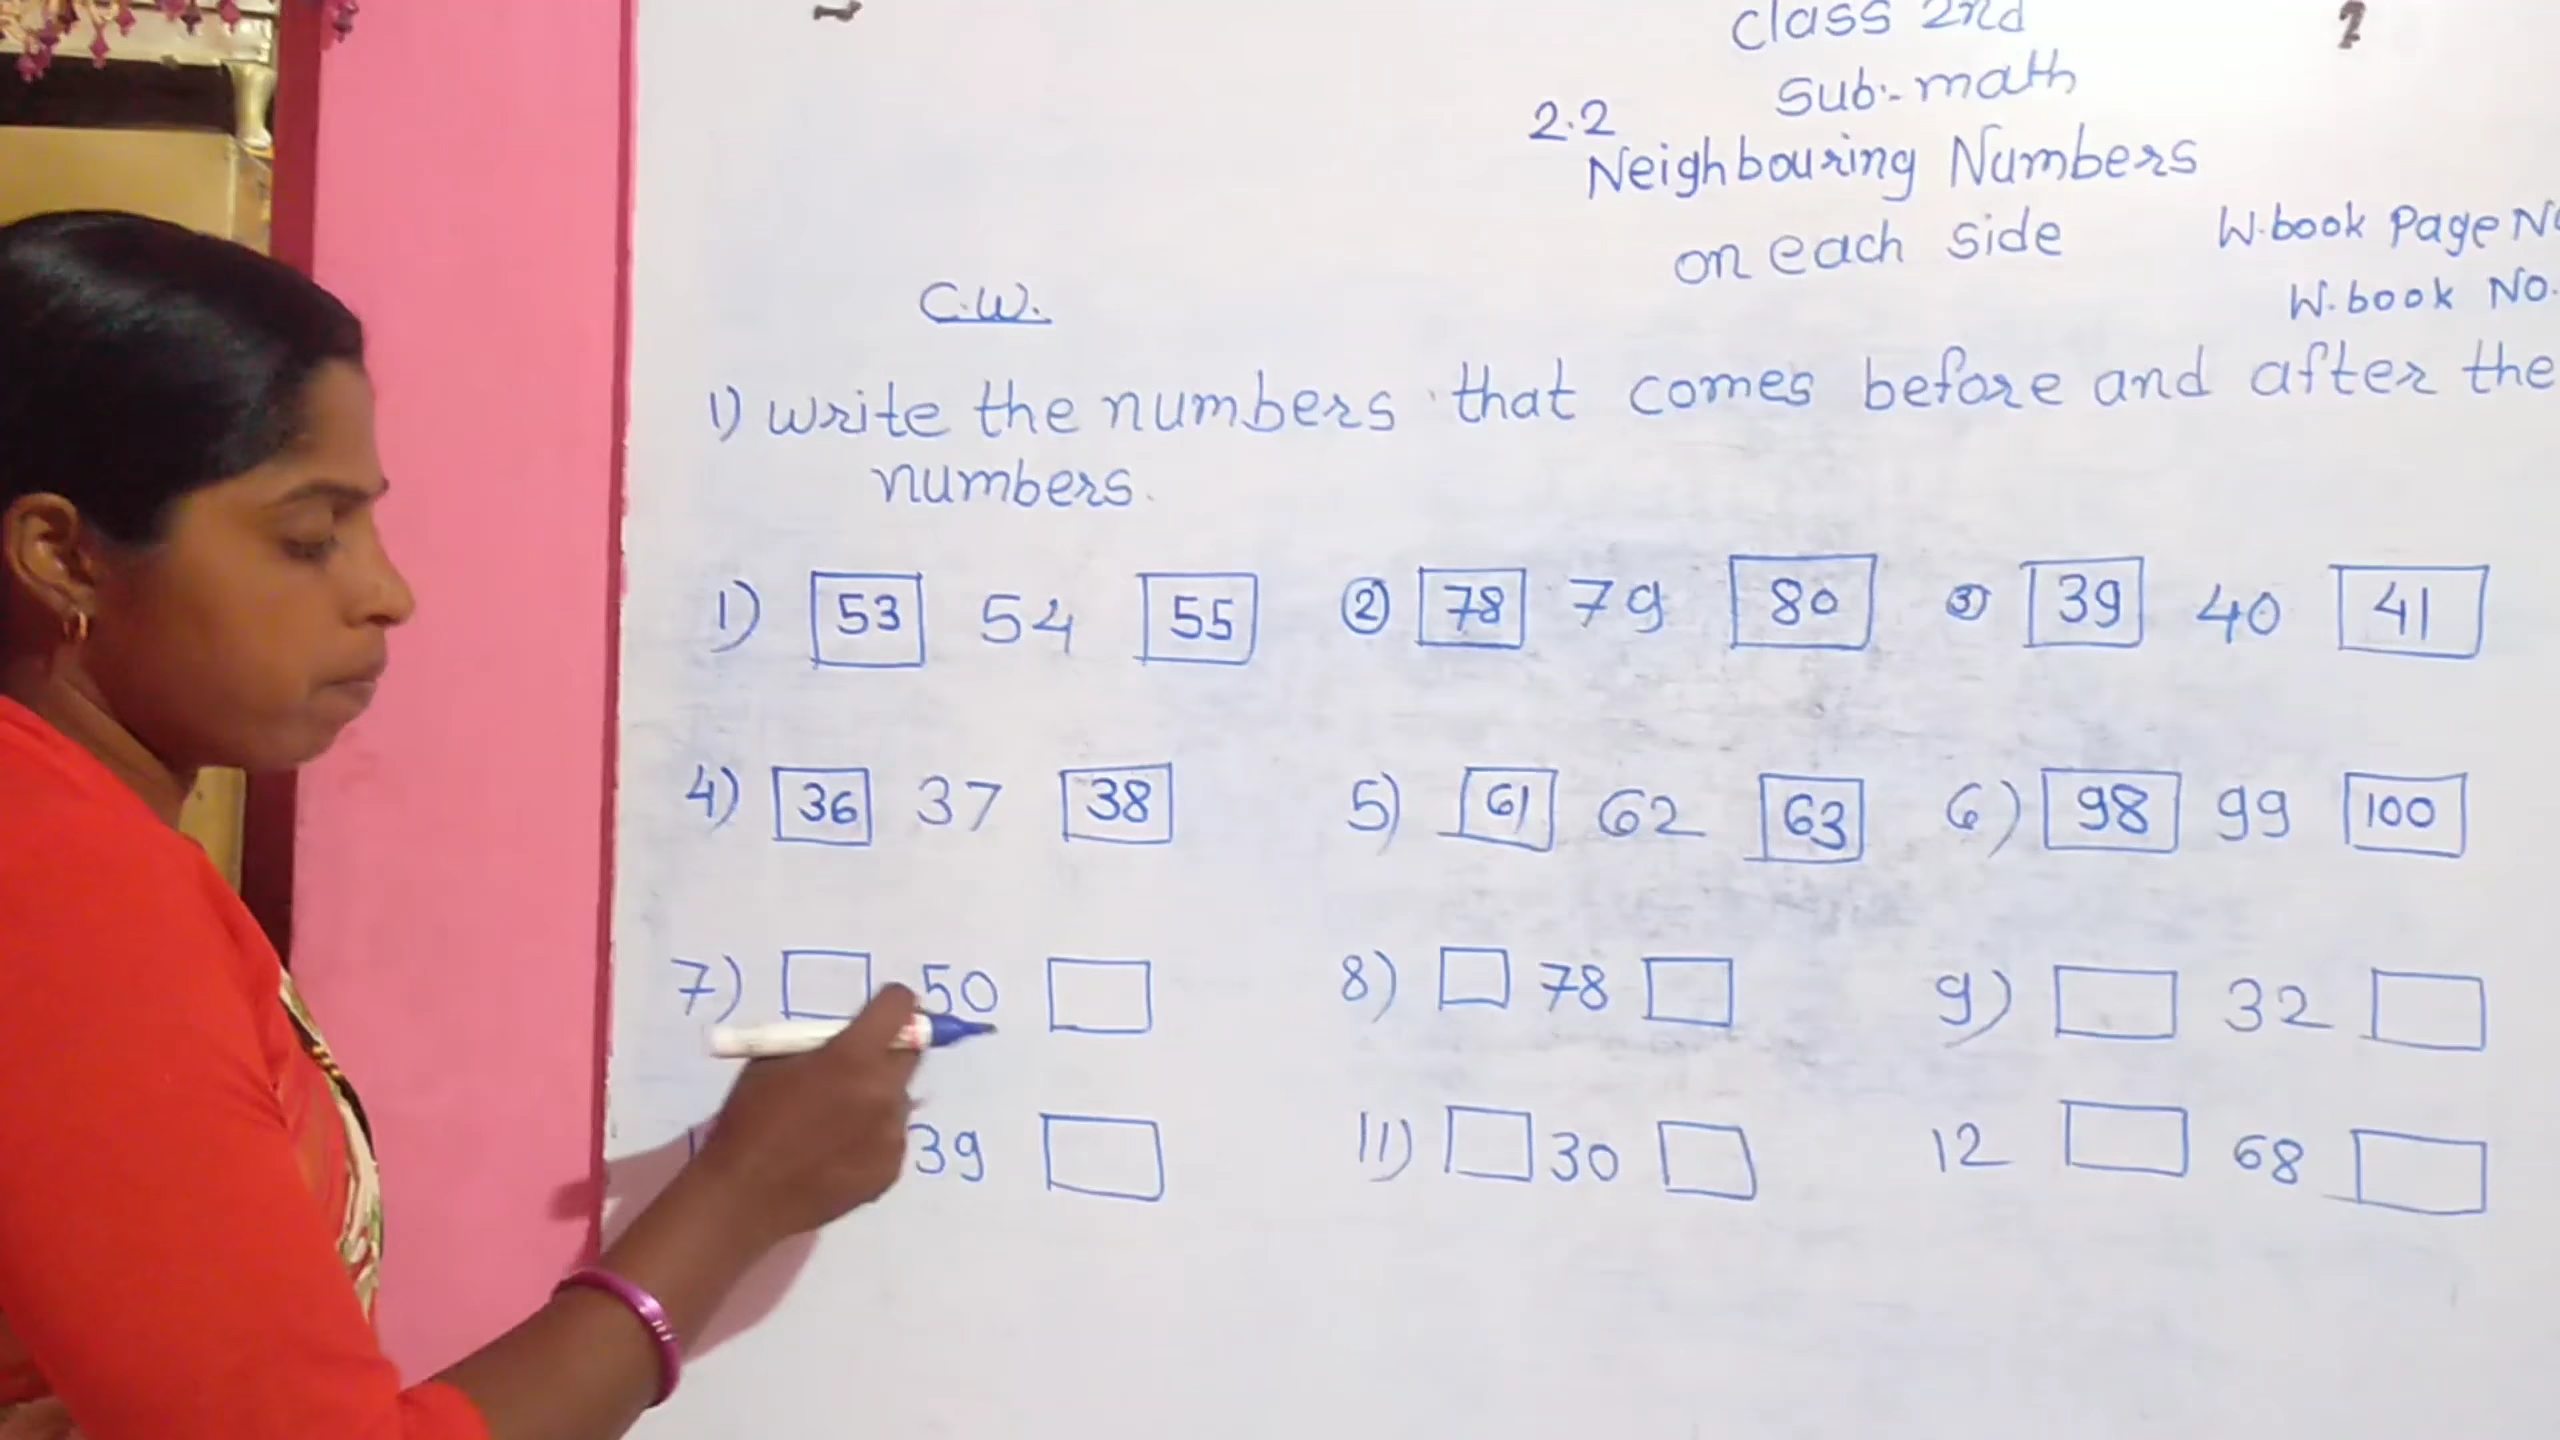 Class 2nd
Sub:- math
2.2
Neighbouring Numbers
on each side
W.book Page No
W.book No.
C.W.
1) write the numbers that comes before and after the
numbers.
1) 53 54 55 ② 78 79 80 ③ 39 40 41
4) 36 37 38 5) 61 62 63 6) 98 99 100
7) 50 8) 78 9) 32
39 11) 30 12 68